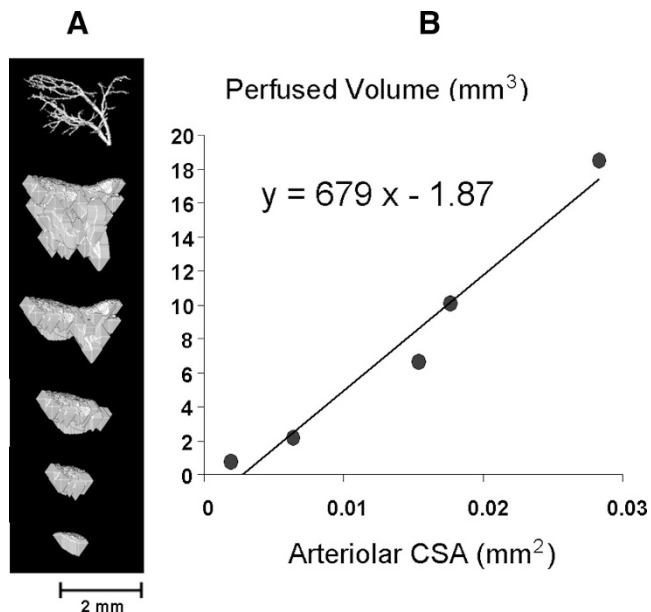 A
B
Perfused Volume (mm³)
20
18
16
14
12
10
8
6
4
2
0
y = 679 x - 1.87
0 0.01 0.02 0.03
Arteriolar CSA (mm²)
2 mm